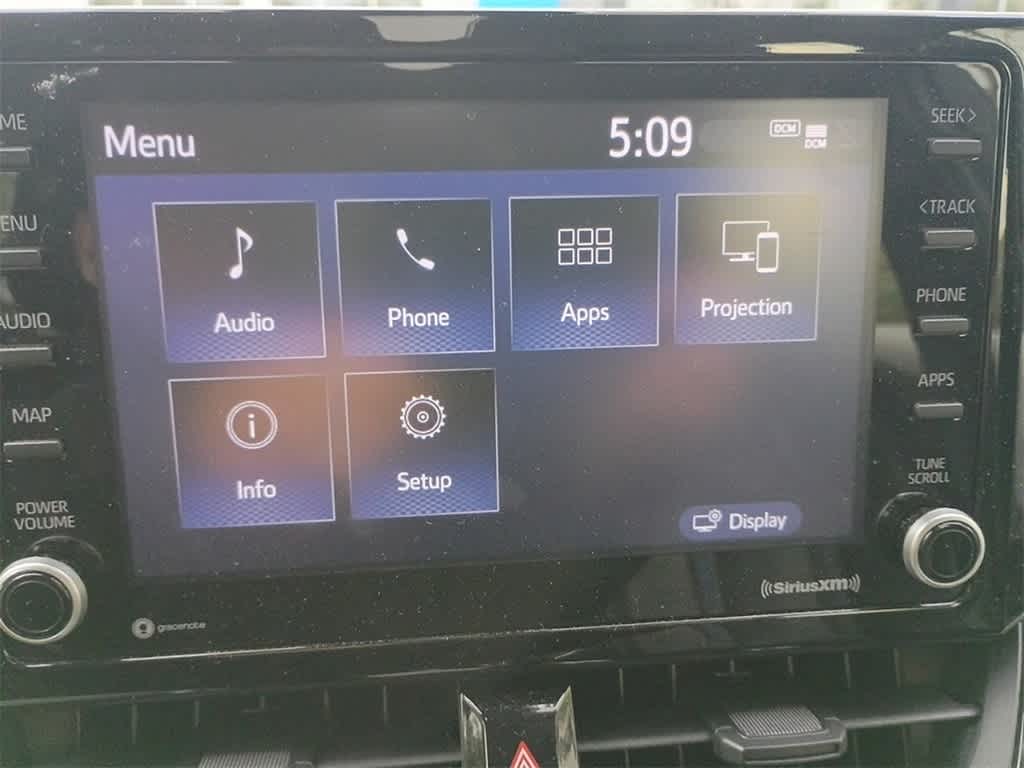 Menu
5:09
DCM
DCM
Audio
Phone
Apps
Projection
Info
Setup
Display
ME
ENU
AUDIO
MAP
POWER
VOLUME
SEEK>
<TRACK
PHONE
APPS
TUNE
SCROLL
gracenote
((SiriusXM))